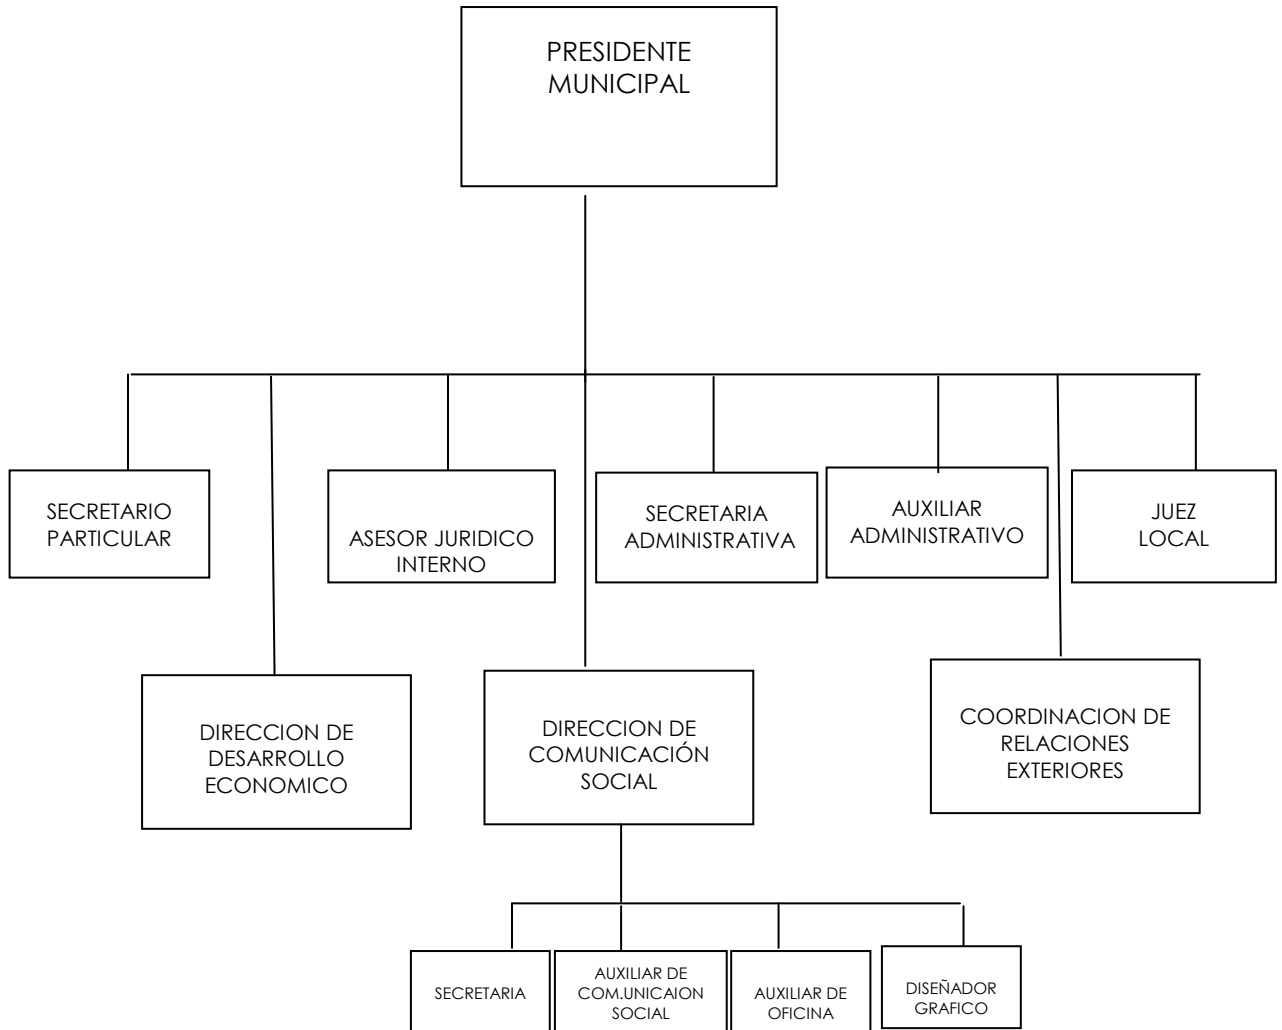 PRESIDENTE
MUNICIPAL
SECRETARIO
PARTICULAR
ASESOR JURIDICO
INTERNO
SECRETARIA
ADMINISTRATIVA
AUXILIAR
ADMINISTRATIVO
JUEZ
LOCAL
DIRECCION DE
DESARROLLO
ECONOMICO
DIRECCION DE
COMUNICACIÓN
SOCIAL
COORDINACION DE
RELACIONES
EXTERIORES
SECRETARIA
AUXILIAR DE
COM.UNICAION
SOCIAL
AUXILIAR DE
OFICINA
DISEÑADOR
GRAFICO